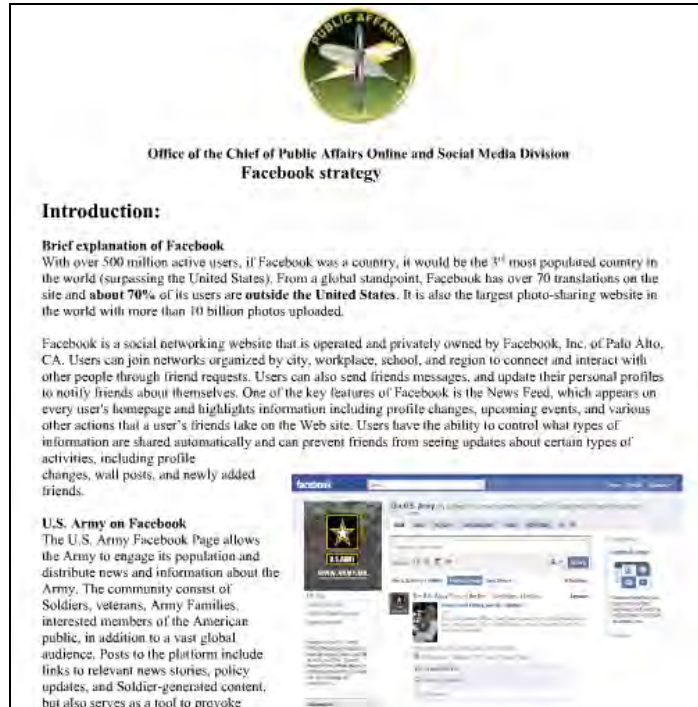 PUBLIC AFFAIRS
Office of the Chief of Public Affairs Online and Social Media Division
Facebook strategy
Introduction:
Brief explanation of Facebook
With over 500 million active users, if Facebook was a country, it would be the 3rd most populated country in
the world (surpassing the United States). From a global standpoint, Facebook has over 70 translations on the
site and about 70% of its users are outside the United States. It is also the largest photo-sharing website in
the world with more than 10 billion photos uploaded.
Facebook is a social networking website that is operated and privately owned by Facebook, Inc. of Palo Alto,
CA. Users can join networks organized by city, workplace, school, and region to connect and interact with
other people through friend requests. Users can also send friends messages, and update their personal profiles
to notify friends about themselves. One of the key features of Facebook is the News Feed, which appears on
every user's homepage and highlights information including profile changes, upcoming events, and various
other actions that a user's friends take on the Web site. Users have the ability to control what types of
information are shared automatically and can prevent friends from seeing updates about certain types of
activities, including profile
changes, wall posts, and newly added
friends.
U.S. Army on Facebook
The U.S. Army Facebook Page allows
the Army to engage its population and
distribute news and information about the
Army. The community consist of
Soldiers, veterans, Army Families,
interested members of the American
public, in addition to a vast global
audience. Posts to the platform include
links to relevant news stories, policy
updates, and Soldier-generated content,
but also serves as a tool to provoke
facebook
The U.S. Army
U.S. ARMY
WWW.ARMY.MIL